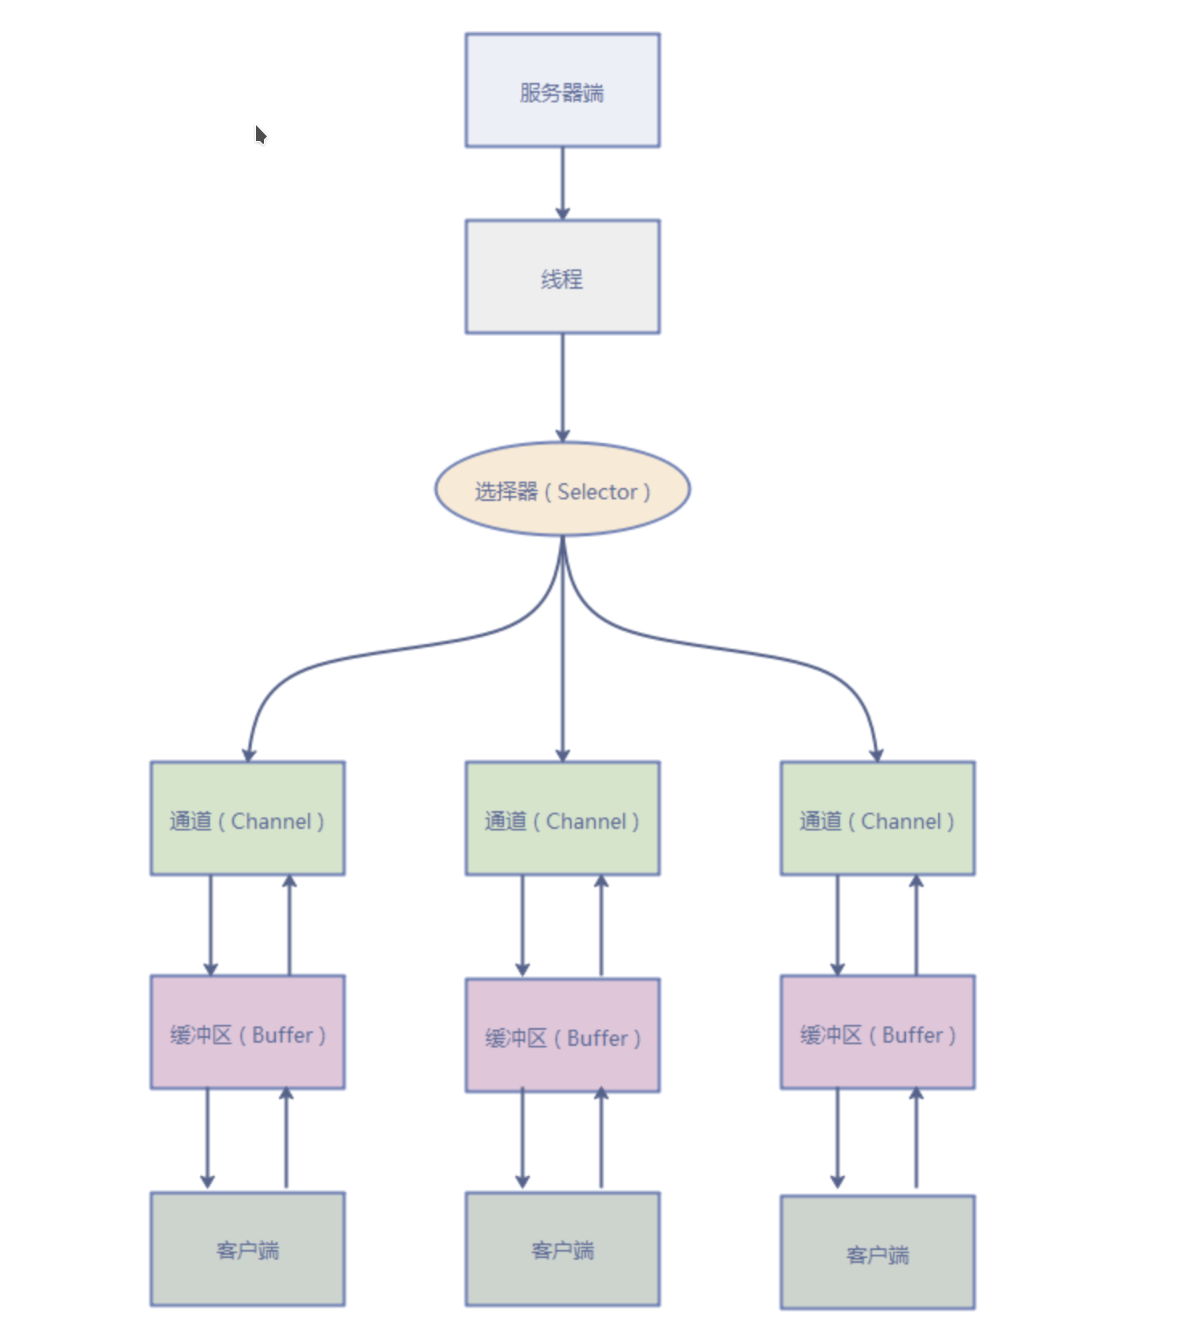 服务器端
线程
选择器 ( Selector )
通道 ( Channel )
通道 ( Channel )
通道 ( Channel )
缓冲区 ( Buffer )
缓冲区 ( Buffer )
缓冲区 ( Buffer )
客户端
客户端
客户端